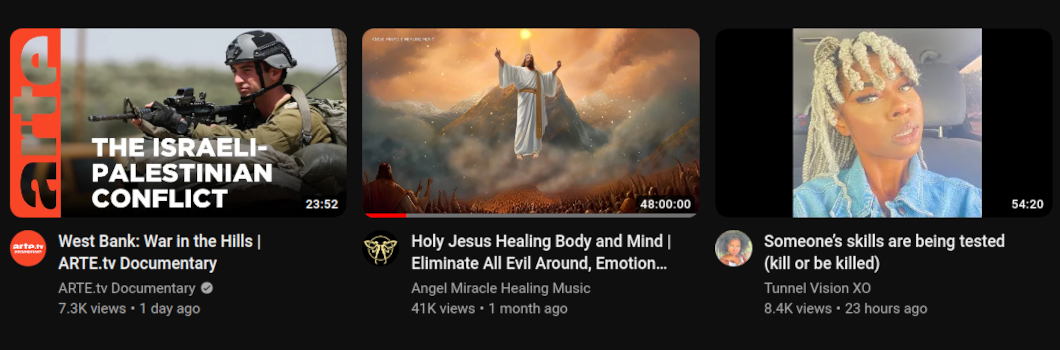 arte
THE ISRAELI-
PALESTINIAN
CONFLICT
23:52
arte.tv
West Bank: War in the Hills |
ARTE.tv Documentary
ARTE.tv Documentary
7.3K views • 1 day ago
48:00:00
Holy Jesus Healing Body and Mind |
Eliminate All Evil Around, Emotion...
Angel Miracle Healing Music
41K views • 1 month ago
54:20
Someone’s skills are being tested
(kill or be killed)
Tunnel Vision XO
8.4K views • 23 hours ago